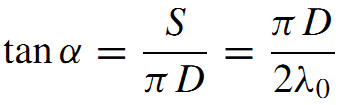 tan α = S / (π D) = π D / (2λ₀)